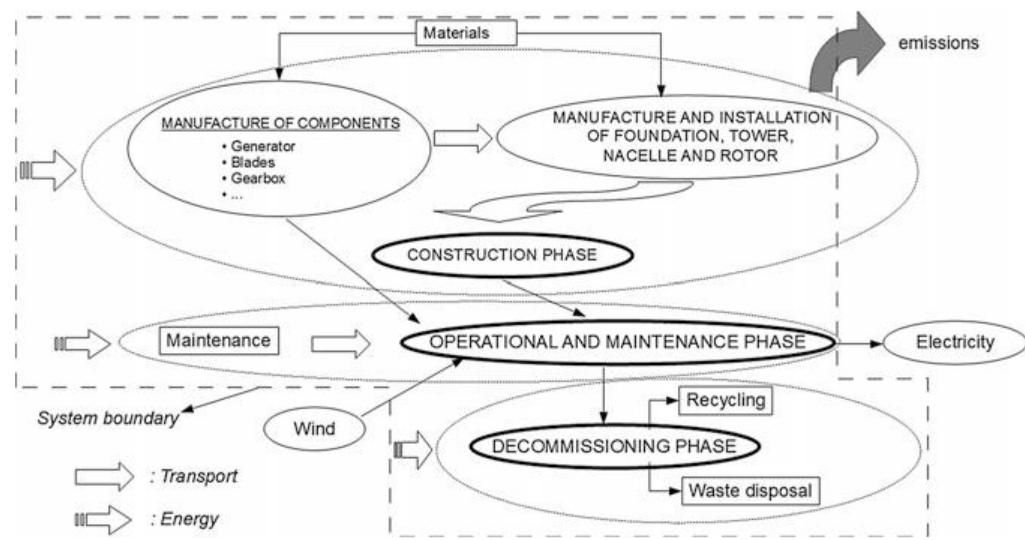 Materials
emissions
MANUFACTURE OF COMPONENTS
• Generator
• Blades
• Gearbox
• ...
MANUFACTURE AND INSTALLATION
OF FOUNDATION, TOWER,
NACELLE AND ROTOR
CONSTRUCTION PHASE
Maintenance
OPERATIONAL AND MAINTENANCE PHASE
Electricity
System boundary
Wind
Recycling
DECOMMISSIONING PHASE
Waste disposal
: Transport
: Energy